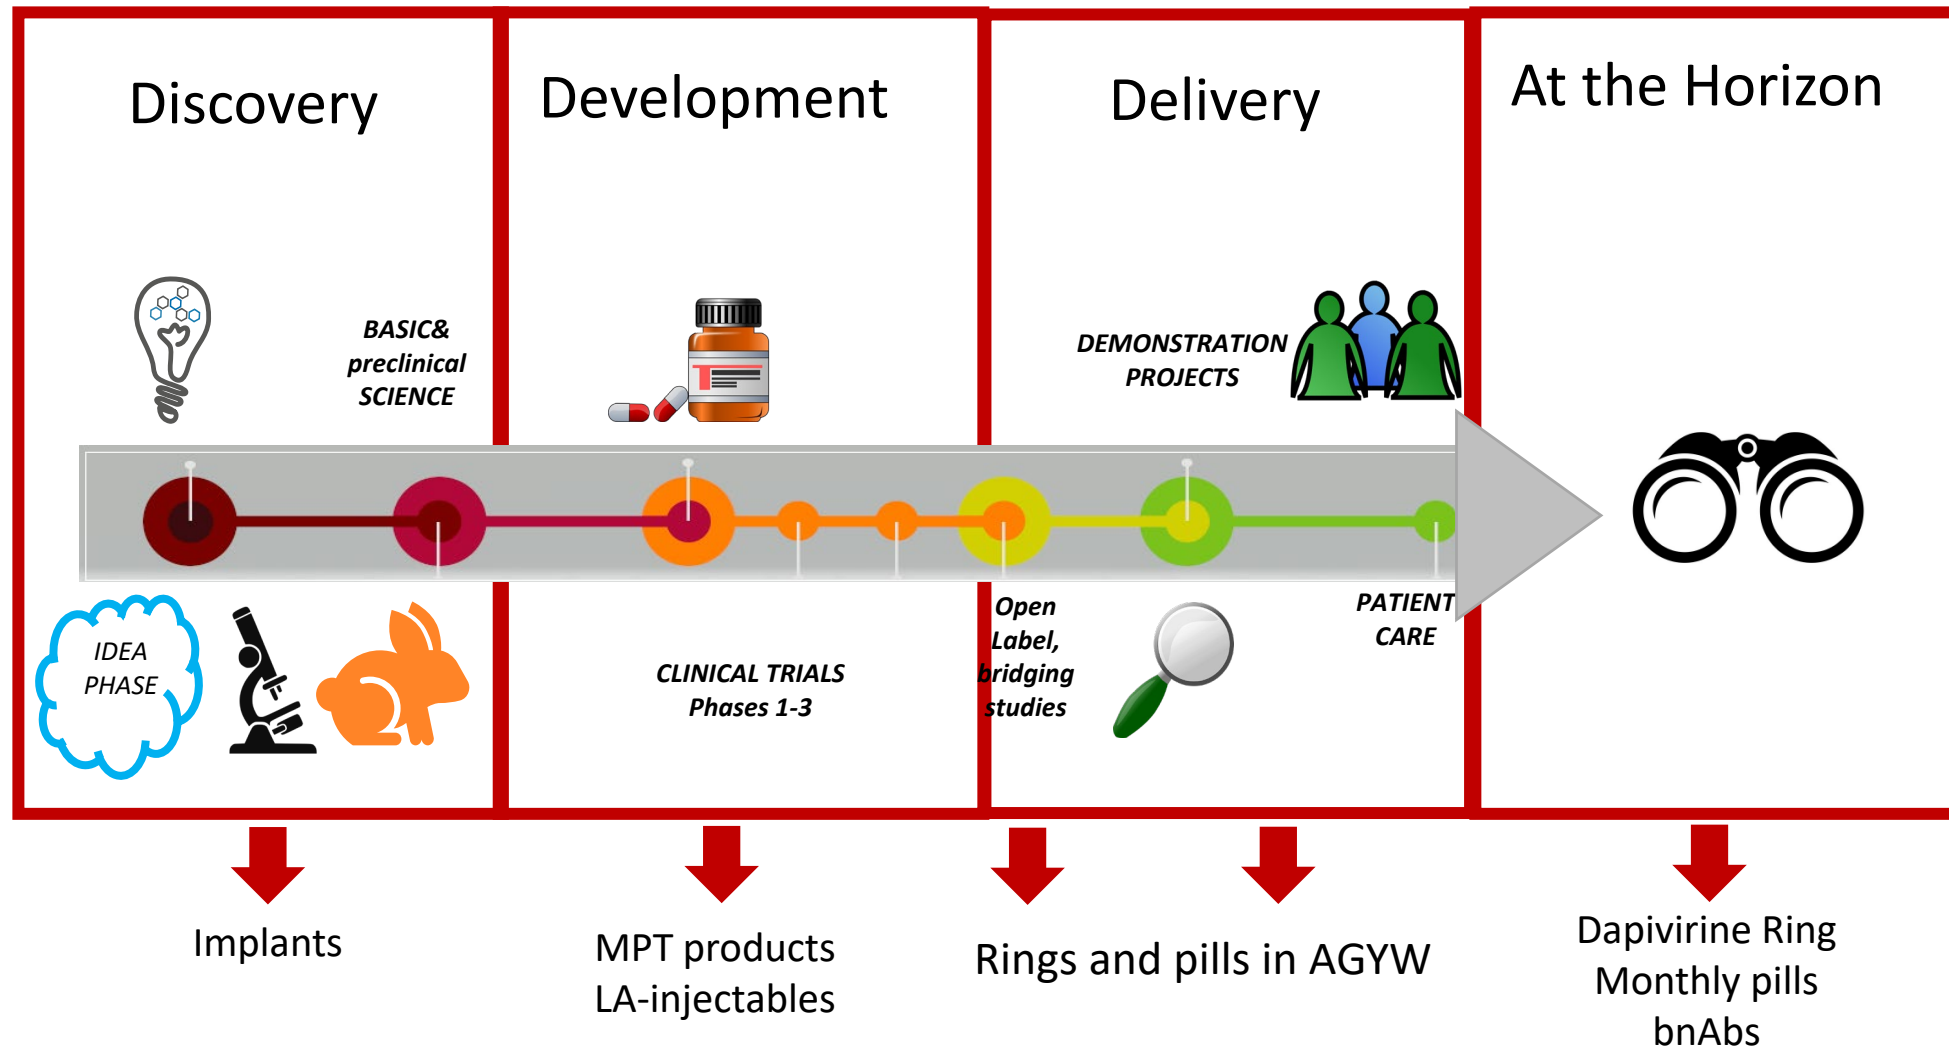 Discovery
Development
Delivery
At the Horizon
BASIC&
preclinical
SCIENCE
DEMONSTRATION
PROJECTS
IDEA
PHASE
CLINICAL TRIALS
Phases 1-3
Open
Label,
bridging
studies
PATIENT
CARE
Implants
MPT products
LA-injectables
Rings and pills in AGYW
Dapivirine Ring
Monthly pills
bnAbs